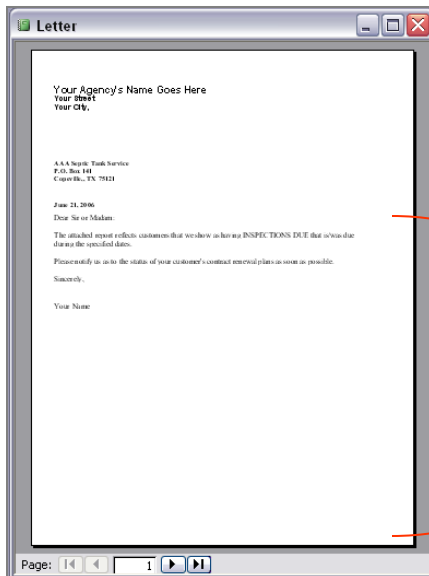 Letter
Your Agency's Name Goes Here
Your Street
Your City,
AAA Septic Tank Service
P.O. Box 141
Copeville, TX 75121
June 21, 2006
Dear Sir or Madam:
The attached report reflects customers that we show as having INSPECTIONS DUE that is/was due
during the specified dates.
Please notify us as to the status of your customer's contract renewal plans as soon as possible.
Sincerely,
Your Name
Page: 1